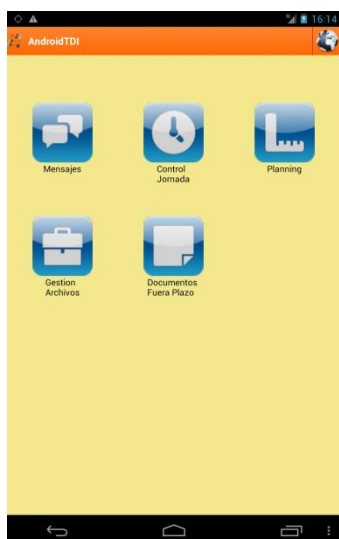 16:14
AndroidTDI
Mensajes
Control
Jornada
Planning
Gestion
Archivos
Documentos
Fuera Plazo